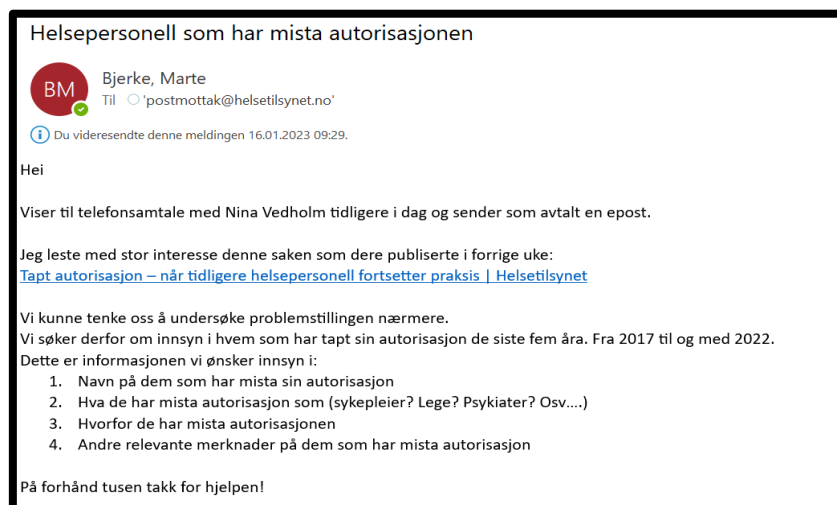 Helsepersonell som har mista autorisasjonen
BM
Bjerke, Marte
Til 'postmottak@helsetilsynet.no'
Du videresendte denne meldingen 16.01.2023 09:29.
Hei
Viser til telefonsamtale med Nina Vedholm tidligere i dag og sender som avtalt en epost.
Jeg leste med stor interesse denne saken som dere publiserte i forrige uke:
Tapt autorisasjon – når tidligere helsepersonell fortsetter praksis | Helsetilsynet
Vi kunne tenke oss å undersøke problemstillingen nærmere.
Vi søker derfor om innsyn i hvem som har tapt sin autorisasjon de siste fem åra. Fra 2017 til og med 2022.
Dette er informasjonen vi ønsker innsyn i:
1. Navn på dem som har mista sin autorisasjon
2. Hva de har mista autorisasjon som (sykepleier? Lege? Psykiater? Osv....)
3. Hvorfor de har mista autorisasjonen
4. Andre relevante merknader på dem som har mista autorisasjon
På forhånd tusen takk for hjelpen!